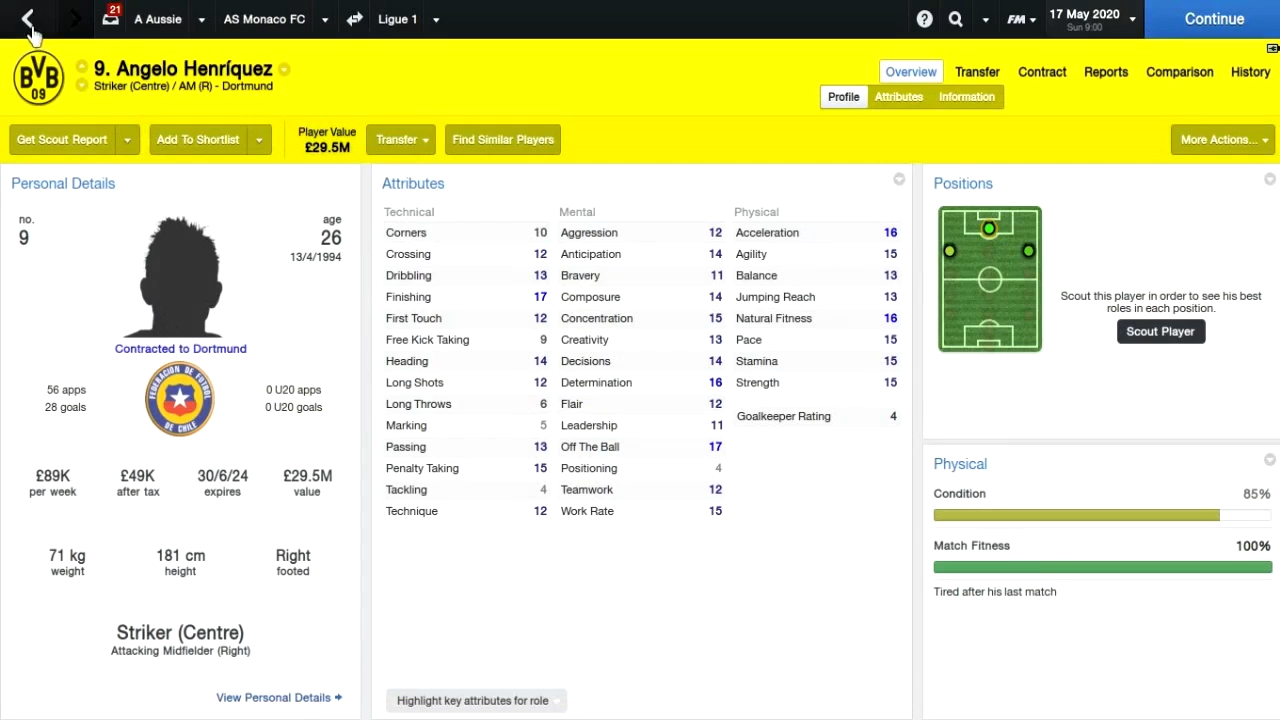 21
A Aussie
AS Monaco FC
Ligue 1
FM
17 May 2020
Sun 9:00
Continue
BVB
09
9. Angelo Henríquez
Striker (Centre) / AM (R) - Dortmund
Overview Transfer Contract Reports Comparison History
Profile Attributes Information
Get Scout Report
Add To Shortlist
Player Value
£29.5M
Transfer
Find Similar Players
More Actions...
Personal Details
no.
9
age
26
13/4/1994
Contracted to Dortmund
56 apps
28 goals
FEDERACION DE FUTBOL
DE CHILE
0 U20 apps
0 U20 goals
£89K
per week
£49K
after tax
30/6/24
expires
£29.5M
value
71 kg
weight
181 cm
height
Right
footed
Striker (Centre)
Attacking Midfielder (Right)
View Personal Details
Attributes
Technical Mental Physical
Corners 10 Aggression 12 Acceleration 16
Crossing 12 Anticipation 14 Agility 15
Dribbling 13 Bravery 11 Balance 13
Finishing 17 Composure 14 Jumping Reach 13
First Touch 12 Concentration 15 Natural Fitness 16
Free Kick Taking 9 Creativity 13 Pace 15
Heading 14 Decisions 14 Stamina 15
Long Shots 12 Determination 16 Strength 15
Long Throws 6 Flair 12
Goalkeeper Rating 4
Marking 5 Leadership 11
Passing 13 Off The Ball 17
Penalty Taking 15 Positioning 4
Tackling 4 Teamwork 12
Technique 12 Work Rate 15
Highlight key attributes for role
Positions
Scout this player in order to see his best
roles in each position.
Scout Player
Physical
Condition 85%
Match Fitness 100%
Tired after his last match